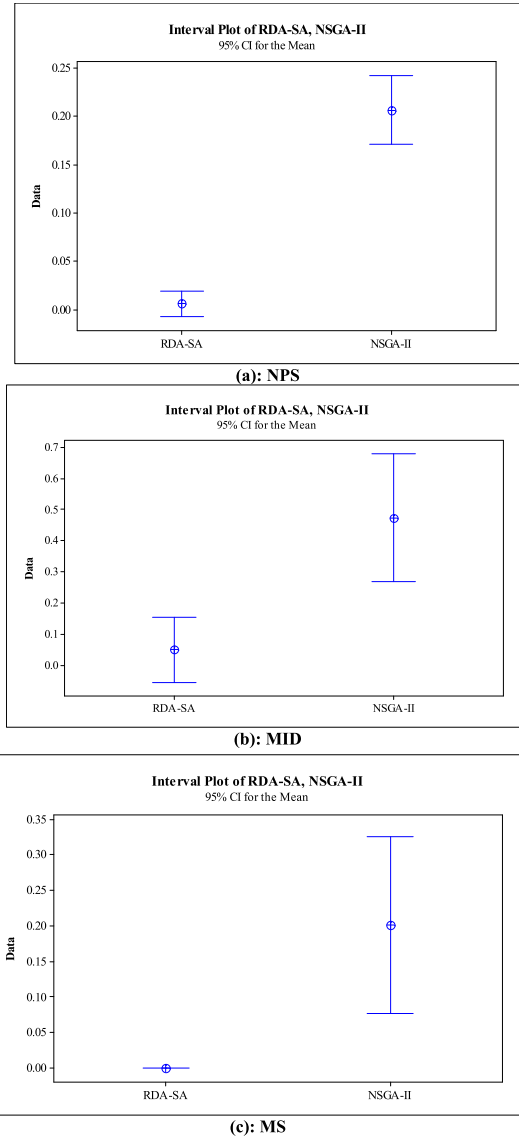 Interval Plot of RDA-SA, NSGA-II
95% CI for the Mean
0.25
0.20
0.15
0.10
0.05
0.00
Data
RDA-SA NSGA-II
(a): NPS
Interval Plot of RDA-SA, NSGA-II
95% CI for the Mean
0.7
0.6
0.5
0.4
0.3
0.2
0.1
0.0
Data
RDA-SA NSGA-II
(b): MID
Interval Plot of RDA-SA, NSGA-II
95% CI for the Mean
0.35
0.30
0.25
0.20
0.15
0.10
0.05
0.00
Data
RDA-SA NSGA-II
(c): MS